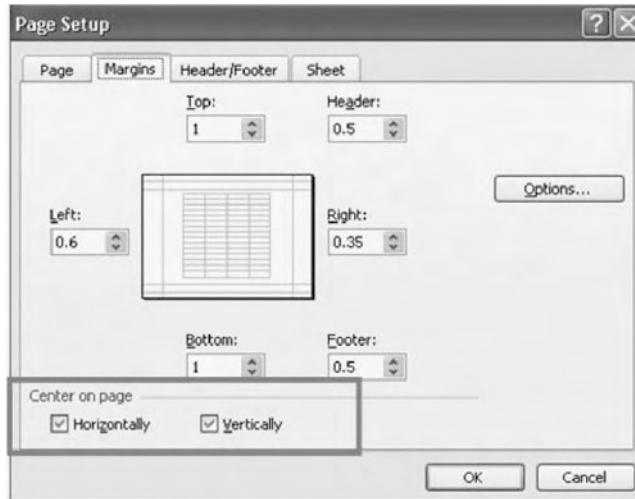 Page Setup
Page Margins Header/Footer Sheet
Top: Header:
1 0.5
Options...
Left: Right:
0.6 0.35
Bottom: Footer:
1 0.5
Center on page
Horizontally Vertically
OK Cancel